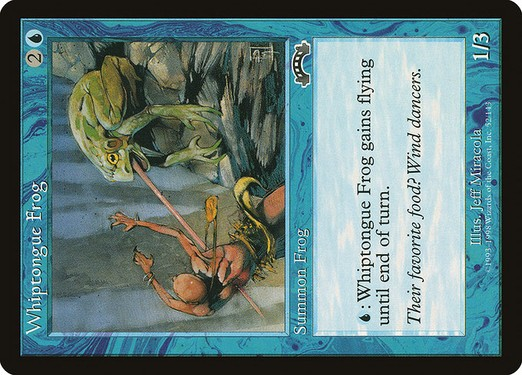 Whiptongue Frog 2
Summon Frog
: Whiptongue Frog gains flying
until end of turn.
Their favorite food? Wind dancers.
Illus. Jeff Miracola
1/3